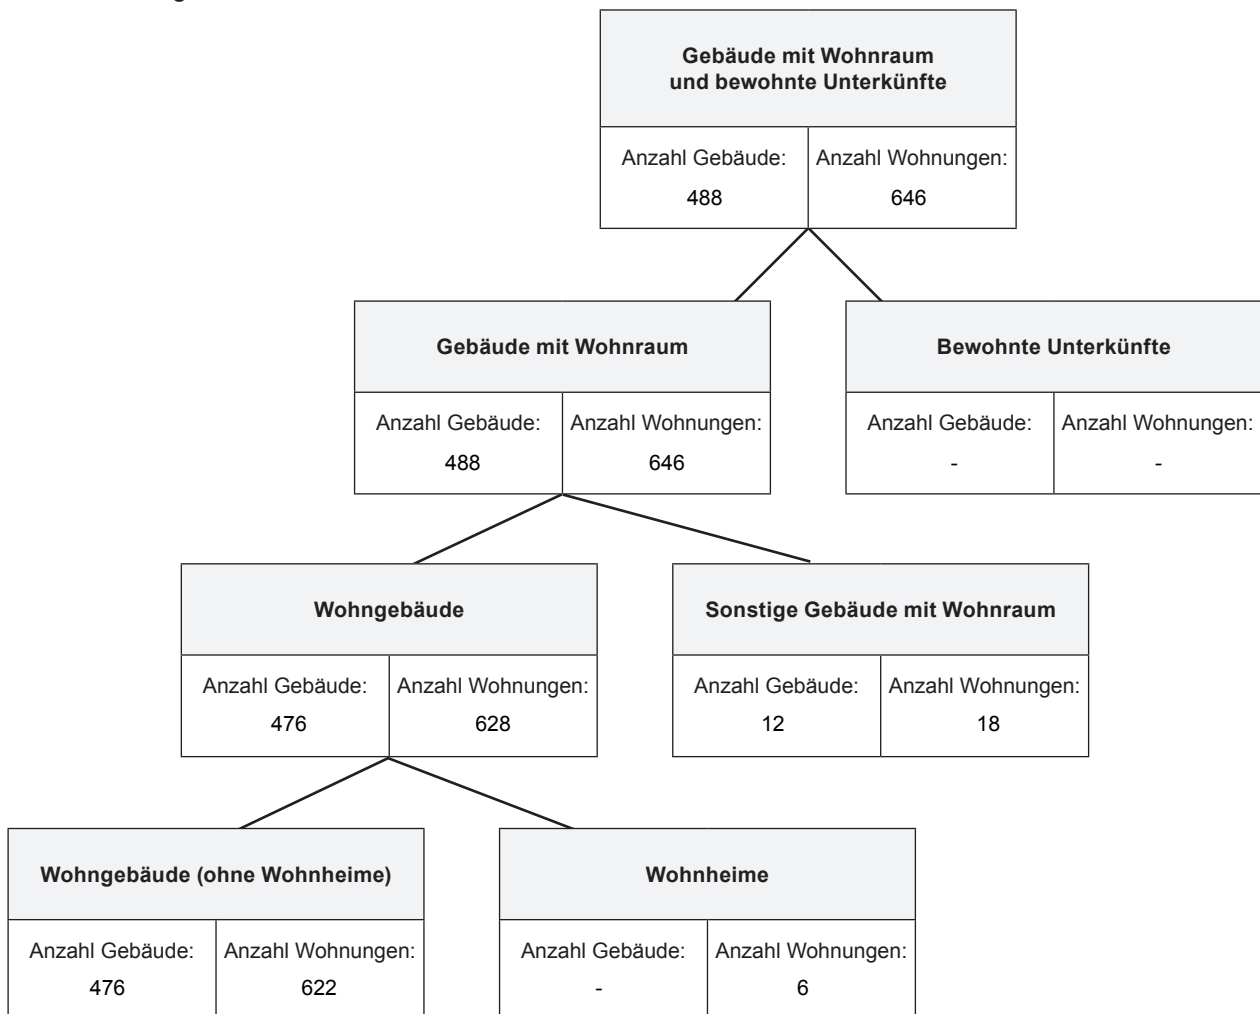 Gebäude mit Wohnraum
und bewohnte Unterkünfte
Anzahl Gebäude: Anzahl Wohnungen:
488 646
Gebäude mit Wohnraum
Anzahl Gebäude: Anzahl Wohnungen:
488 646
Bewohnte Unterkünfte
Anzahl Gebäude: Anzahl Wohnungen:
- -
Wohngebäude
Anzahl Gebäude: Anzahl Wohnungen:
476 628
Sonstige Gebäude mit Wohnraum
Anzahl Gebäude: Anzahl Wohnungen:
12 18
Wohngebäude (ohne Wohnheime)
Anzahl Gebäude: Anzahl Wohnungen:
476 622
Wohnheime
Anzahl Gebäude: Anzahl Wohnungen:
- 6